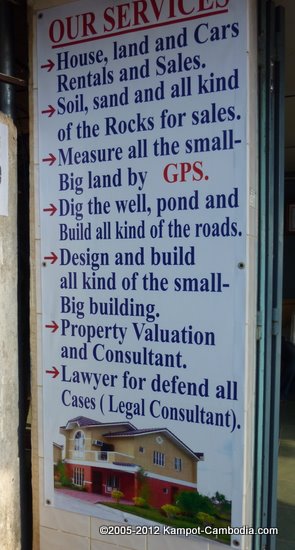 OUR SERVICES
House, land and Cars
Rentals and Sales.
Soil, sand and all kind
of the Rocks for sales.
Measure all the small-
Big land by GPS.
Dig the well, pond and
Build all kind of the roads.
Design and build
all kind of the small-
Big building.
Property Valuation
and Consultant.
Lawyer for defend all
Cases ( Legal Consultant).
©2005-2012 Kampot-Cambodia.com